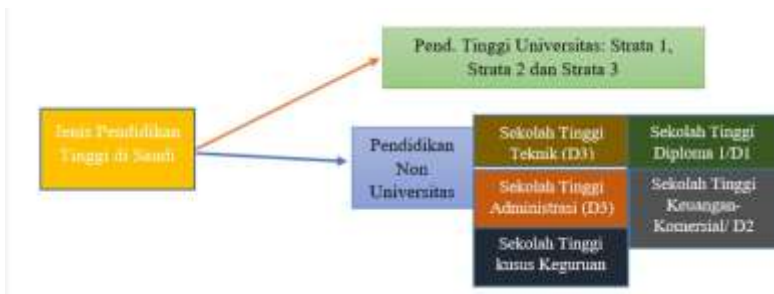 Pend. Tinggi Universitas: Strata 1,
Strata 2 dan Strata 3
Jenis Pendidikan
Tinggi di Saudi
Pendidikan
Non
Universitas
Sekolah Tinggi
Teknik (D3)
Sekolah Tinggi
Diploma 1/D1
Sekolah Tinggi
Administrasi (D3)
Sekolah Tinggi
Keuangan-
Komersial/ D2
Sekolah Tinggi
kusus Keguruan